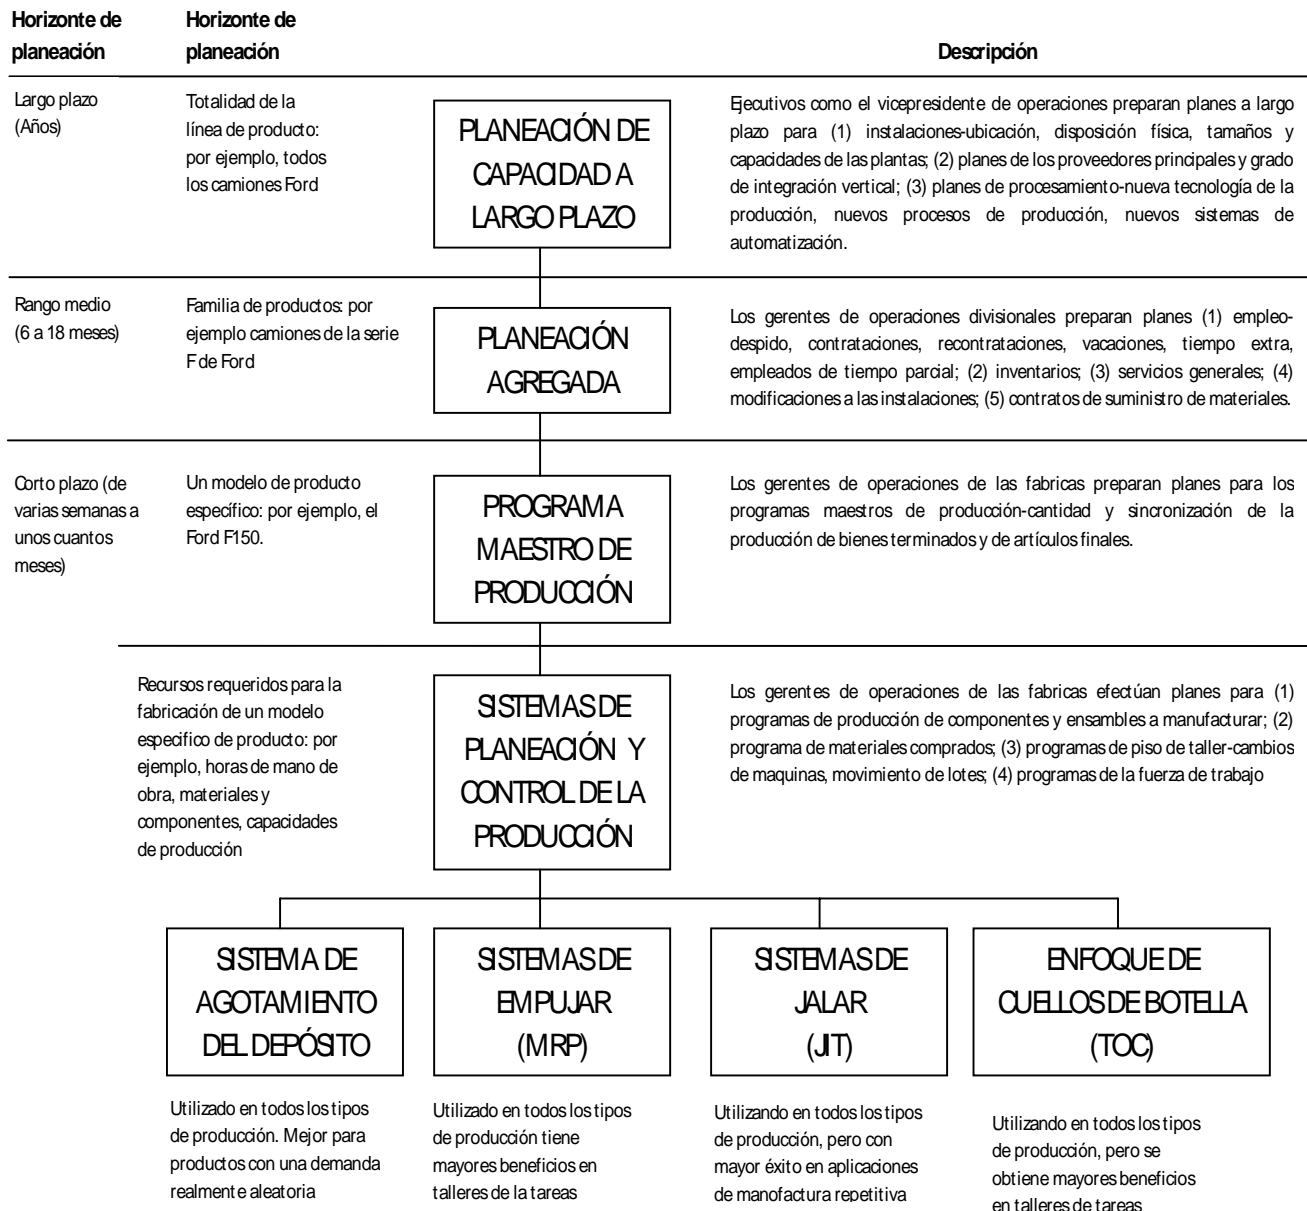 Horizonte de
planeación
Horizonte de
planeación
Descripción
Largo plazo
(Años)
Totalidad de la
línea de producto:
por ejemplo, todos
los camiones Ford
PLANEACIÓN DE
CAPACIDAD A
LARGO PLAZO
Ejecutivos como el vicepresidente de operaciones preparan planes a largo
plazo para (1) instalaciones-ubicación, disposición física, tamaños y
capacidades de las plantas; (2) planes de los proveedores principales y grado
de integración vertical; (3) planes de procesamiento-nueva tecnología de la
producción, nuevos procesos de producción, nuevos sistemas de
automatización.
Rango medio
(6 a 18 meses)
Familia de productos: por
ejemplo camiones de la serie
F de Ford
PLANEACIÓN
AGREGADA
Los gerentes de operaciones divisionales preparan planes (1) empleo-
despido, contrataciones, recontrataciones, vacaciones, tiempo extra,
empleados de tiempo parcial; (2) inventarios; (3) servicios generales; (4)
modificaciones a las instalaciones; (5) contratos de suministro de materiales.
Corto plazo (de
varias semanas a
unos cuantos
meses)
Un modelo de producto
específico: por ejemplo, el
Ford F150.
PROGRAMA
MAESTRO DE
PRODUCCIÓN
Los gerentes de operaciones de las fabricas preparan planes para los
programas maestros de producción-cantidad y sincronización de la
producción de bienes terminados y de artículos finales.
Recursos requeridos para la
fabricación de un modelo
especifico de producto: por
ejemplo, horas de mano de
obra, materiales y
componentes, capacidades
de producción
SISTEMAS DE
PLANEACIÓN Y
CONTROL DE LA
PRODUCCIÓN
Los gerentes de operaciones de las fabricas efectúan planes para (1)
programas de producción de componentes y ensambles a manufacturar; (2)
programa de materiales comprados; (3) programas de piso de taller-cambios
de maquinas, movimiento de lotes; (4) programas de la fuerza de trabajo
SISTEMA DE
AGOTAMIENTO
DEL DEPÓSITO
SISTEMAS DE
EMPUJAR
(MRP)
SISTEMAS DE
JALAR
(JIT)
ENFOQUE DE
CUELLOS DE BOTELLA
(TOC)
Utilizado en todos los tipos
de producción. Mejor para
productos con una demanda
realmente aleatoria
Utilizado en todos los tipos
de producción tiene
mayores beneficios en
talleres de la tareas
Utilizando en todos los tipos
de producción, pero con
mayor éxito en aplicaciones
de manofactura repetitiva
Utilizando en todos los tipos
de producción, pero se
obtiene mayores beneficios
en talleres de tareas